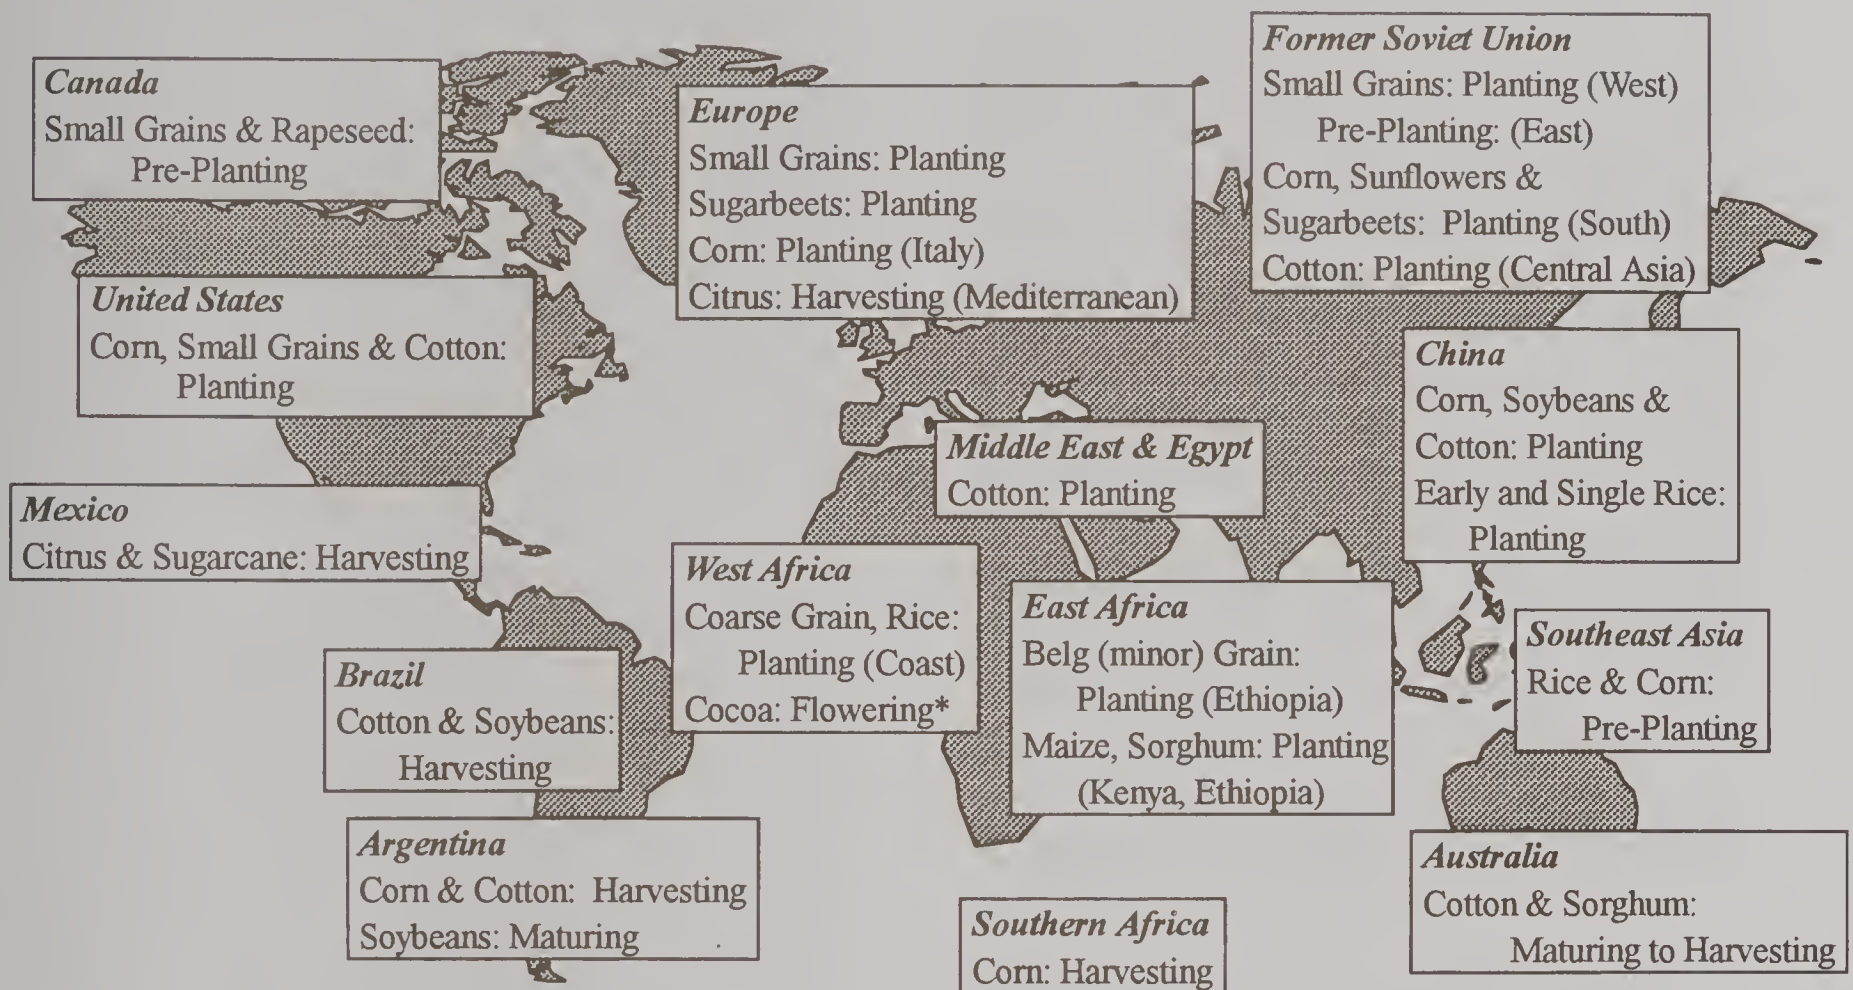 Canada
Small Grains & Rapeseed:
Pre-Planting
United States
Corn, Small Grains & Cotton:
Planting
Mexico
Citrus & Sugarcane: Harvesting
Brazil
Cotton & Soybeans:
Harvesting
Argentina
Corn & Cotton: Harvesting
Soybeans: Maturing
Europe
Small Grains: Planting
Sugarbeets: Planting
Corn: Planting (Italy)
Citrus: Harvesting (Mediterranean)
West Africa
Coarse Grain, Rice:
Planting (Coast)
Cocoa: Flowering*
Middle East & Egypt
Cotton: Planting
East Africa
Belg (minor) Grain:
Planting (Ethiopia)
Maize, Sorghum: Planting
(Kenya, Ethiopia)
Southern Africa
Corn: Harvesting
Former Soviet Union
Small Grains: Planting (West)
Pre-Planting: (East)
Corn, Sunflowers &
Sugarbeets: Planting (South)
Cotton: Planting (Central Asia)
China
Corn, Soybeans &
Cotton: Planting
Early and Single Rice:
Planting
Southeast Asia
Rice & Corn:
Pre-Planting
Australia
Cotton & Sorghum:
Maturing to Harvesting